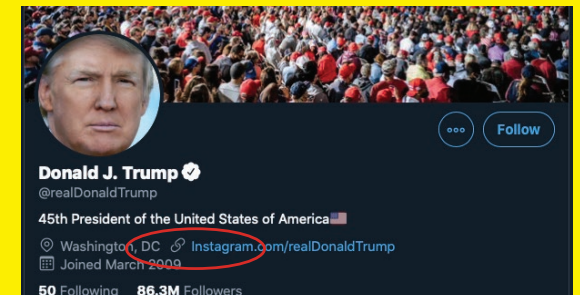 Follow
Donald J. Trump
@realDonaldTrump
45th President of the United States of America🇺🇸
Washington, DC Instagram.com/realDonaldTrump
Joined March 2009
50 Following 86.3M Followers